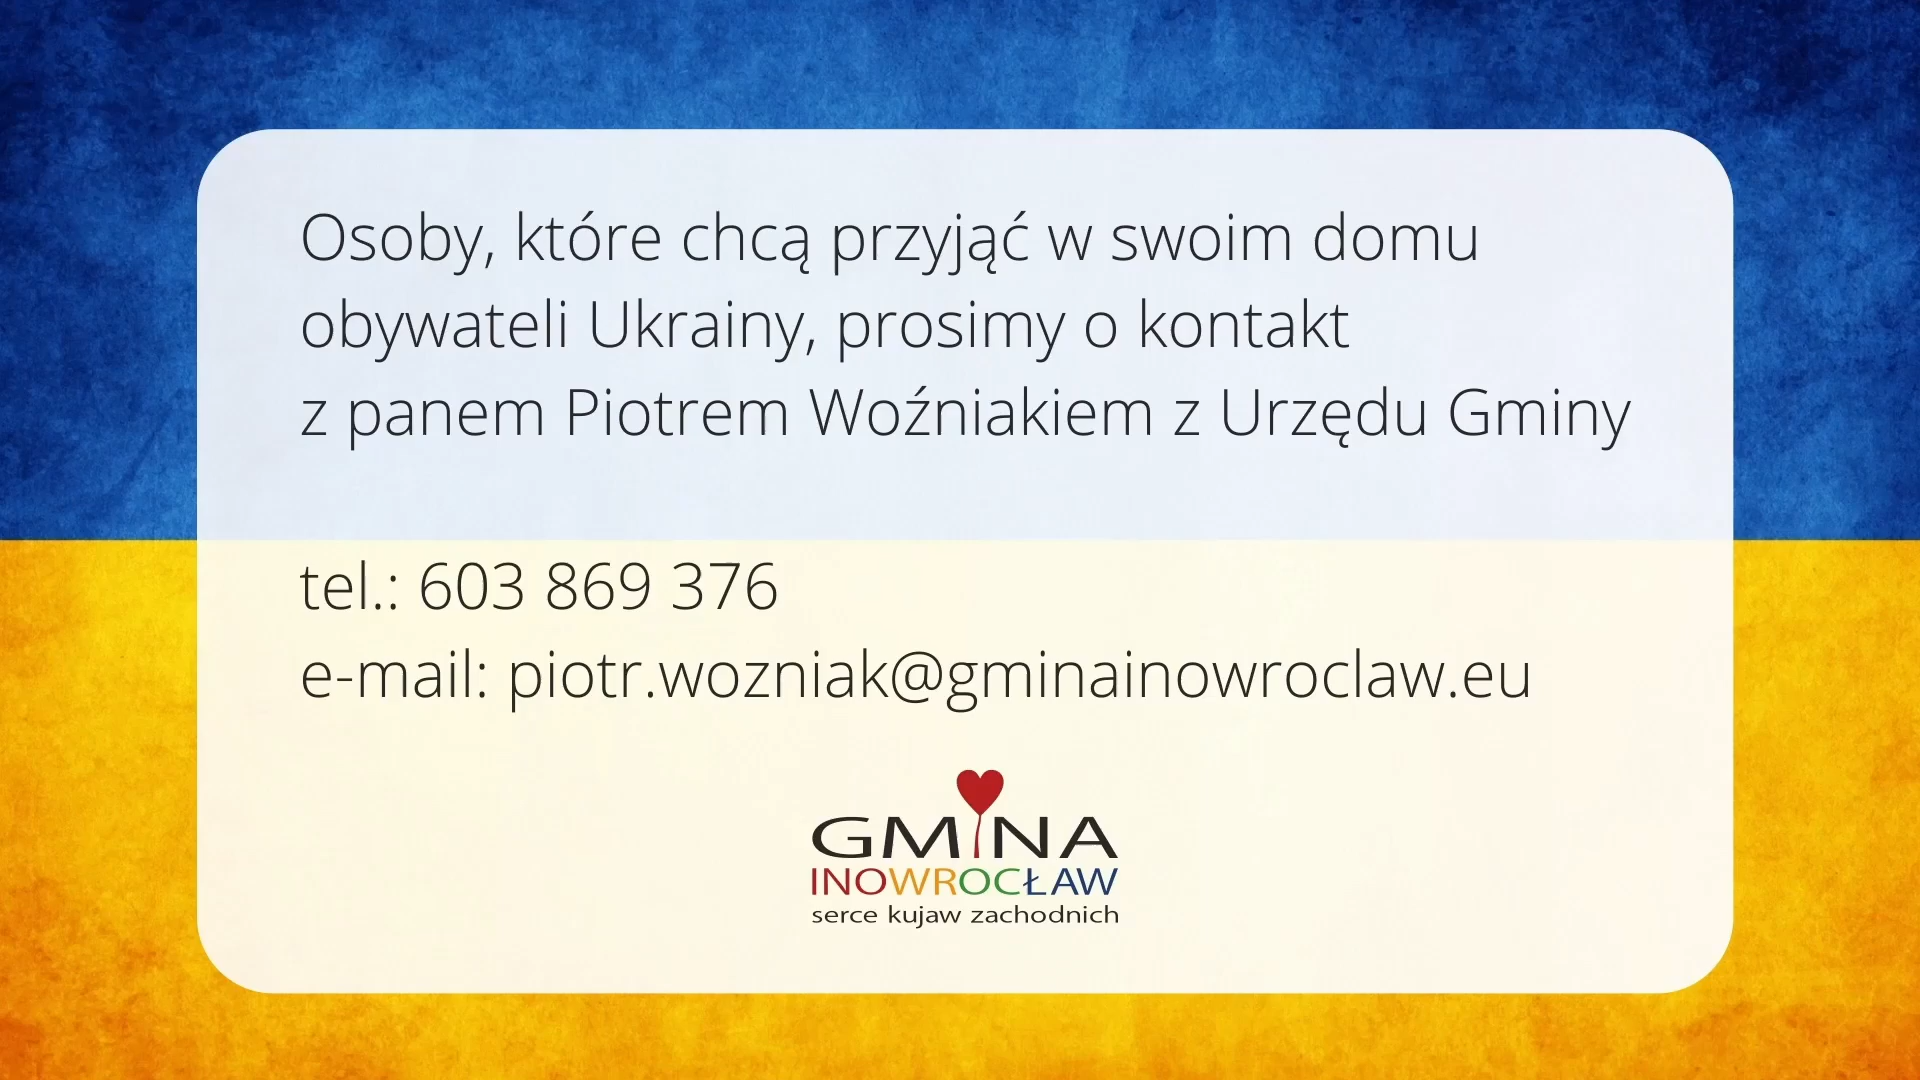 Osoby, które chcą przyjąć w swoim domu
obywateli Ukrainy, prosimy o kontakt
z panem Piotrem Woźniakiem z Urzędu Gminy
tel.: 603 869 376
e-mail: piotr.wozniak@gminainowroclaw.eu
GMINA
INOWROCŁAW
serce kujaw zachodnich